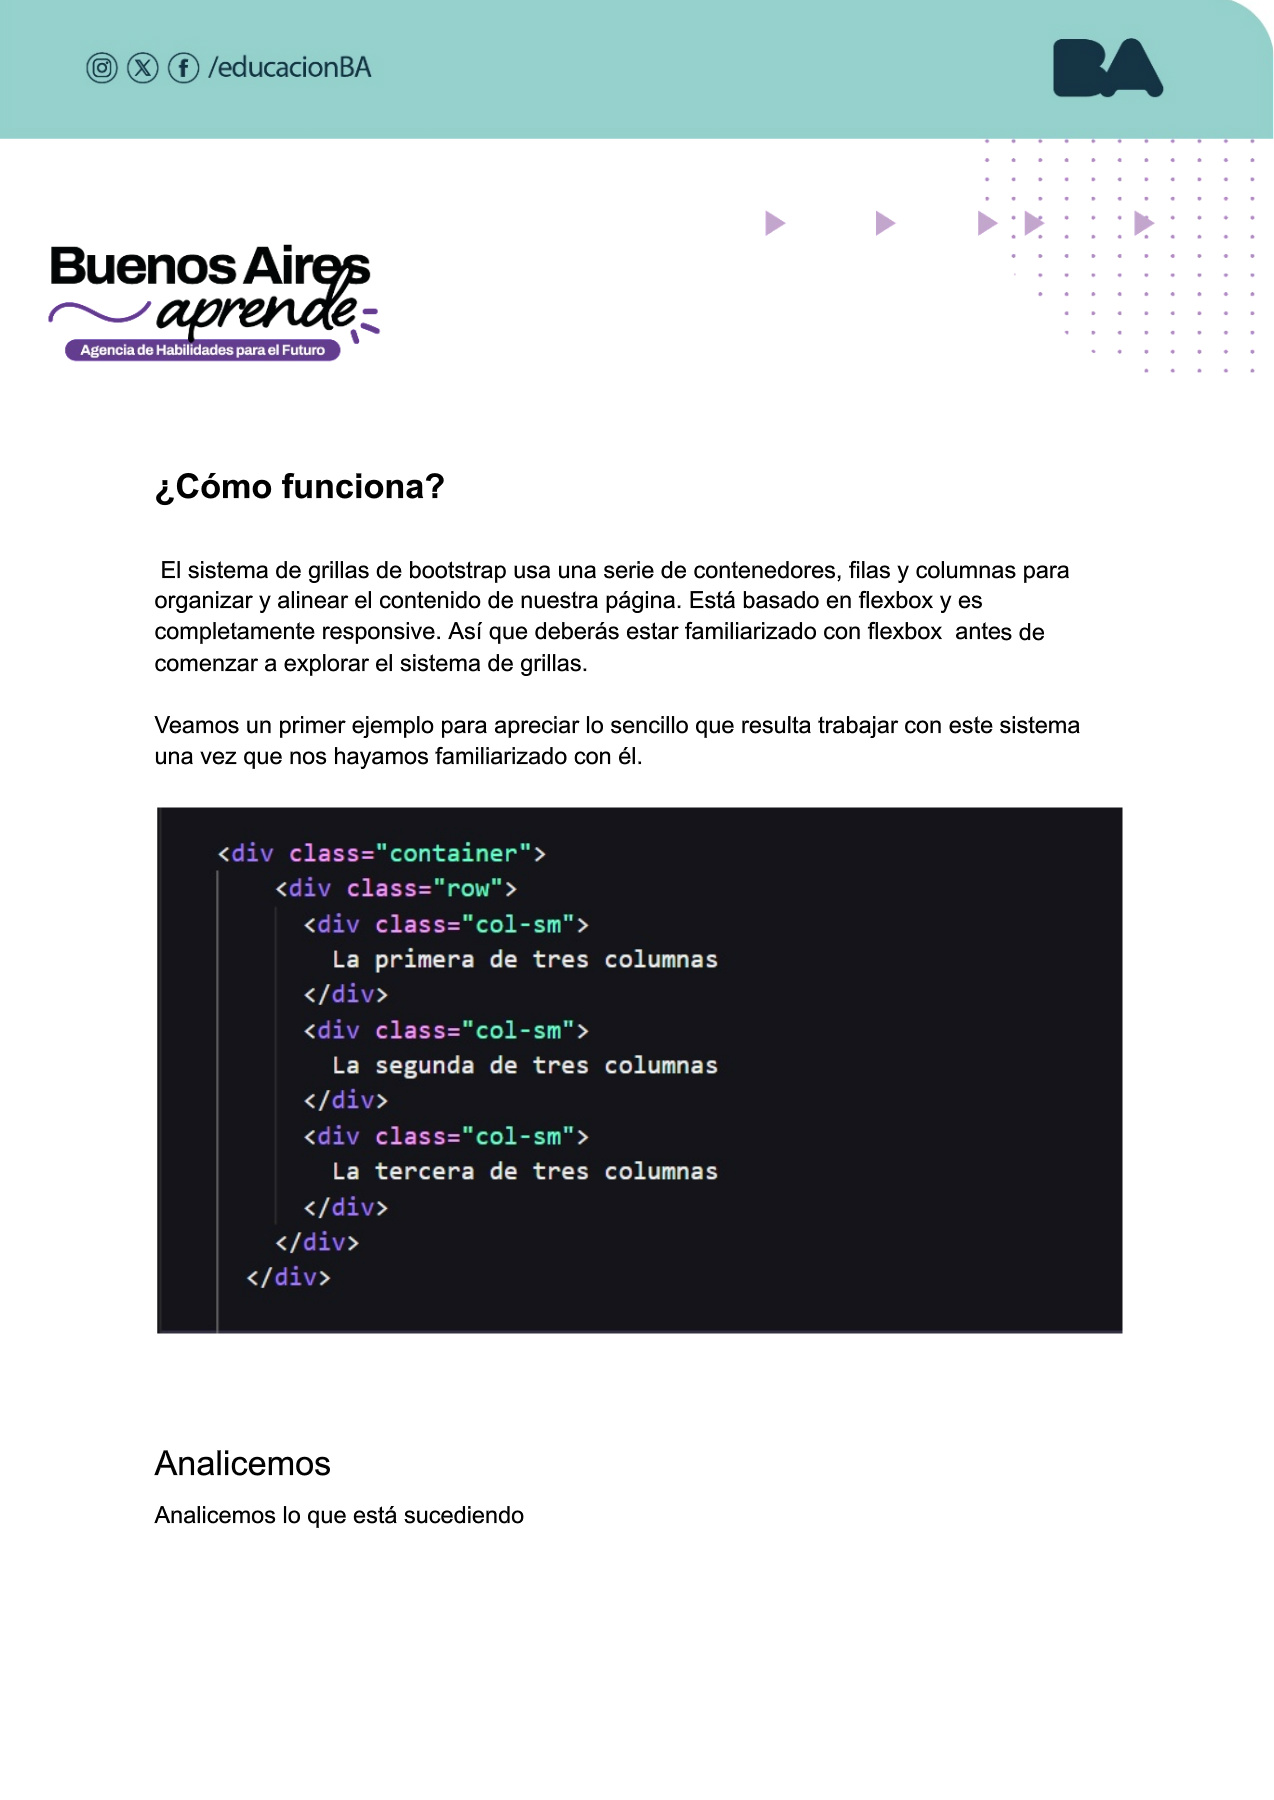 /educacionBA
BA
Buenos Aires
aprende
Agencia de Habilidades para el Futuro
¿Cómo funciona?
El sistema de grillas de bootstrap usa una serie de contenedores, filas y columnas para
organizar y alinear el contenido de nuestra página. Está basado en flexbox y es
completamente responsive. Así que deberás estar familiarizado con flexbox  antes de
comenzar a explorar el sistema de grillas.
Veamos un primer ejemplo para apreciar lo sencillo que resulta trabajar con este sistema
una vez que nos hayamos familiarizado con él.
<div class="container">
    <div class="row">
      <div class="col-sm">
        La primera de tres columnas
      </div>
      <div class="col-sm">
        La segunda de tres columnas
      </div>
      <div class="col-sm">
        La tercera de tres columnas
      </div>
    </div>
  </div>
Analicemos
Analicemos lo que está sucediendo